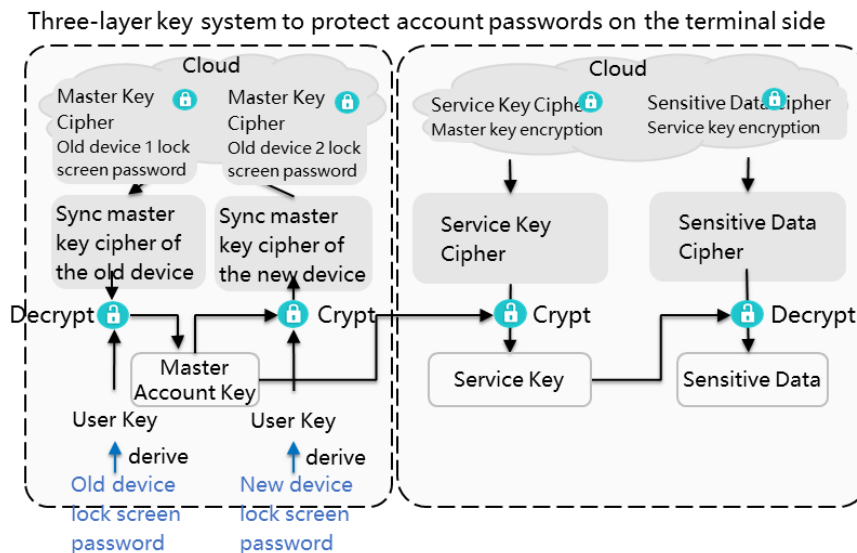 Three-layer key system to protect account passwords on the terminal side
Cloud
Master Key
Cipher
Old device 1 lock
screen password
Master Key
Cipher
Old device 2 lock
screen password
Sync master
key cipher of
the old device
Sync master
key cipher of
the new device
Decrypt
Crypt
Master
Account Key
User Key
User Key
derive
derive
Old device
lock screen
password
New device
lock screen
password
Cloud
Service Key Cipher
Master key encryption
Sensitive Data Cipher
Service key encryption
Service Key
Cipher
Sensitive Data
Cipher
Crypt
Decrypt
Service Key
Sensitive Data